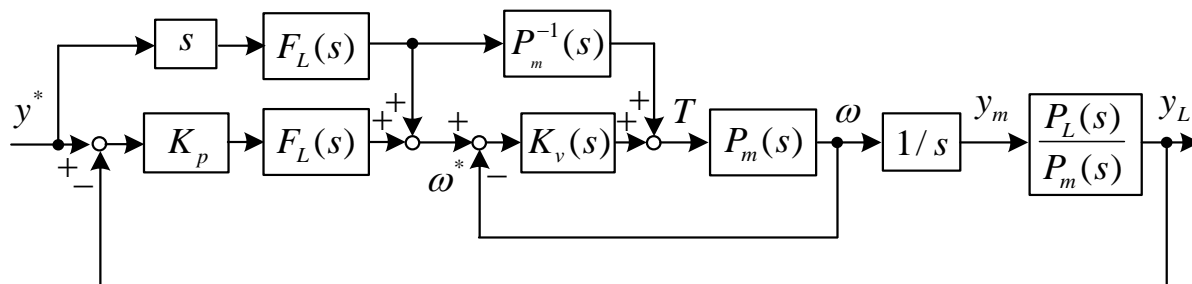 s
F_L(s)
P_m^{-1}(s)
y*
+
−
K_p
F_L(s)
+
+
ω*
+
−
K_v(s)
+
+
T
P_m(s)
ω
1/s
y_m
P_L(s)
P_m(s)
y_L